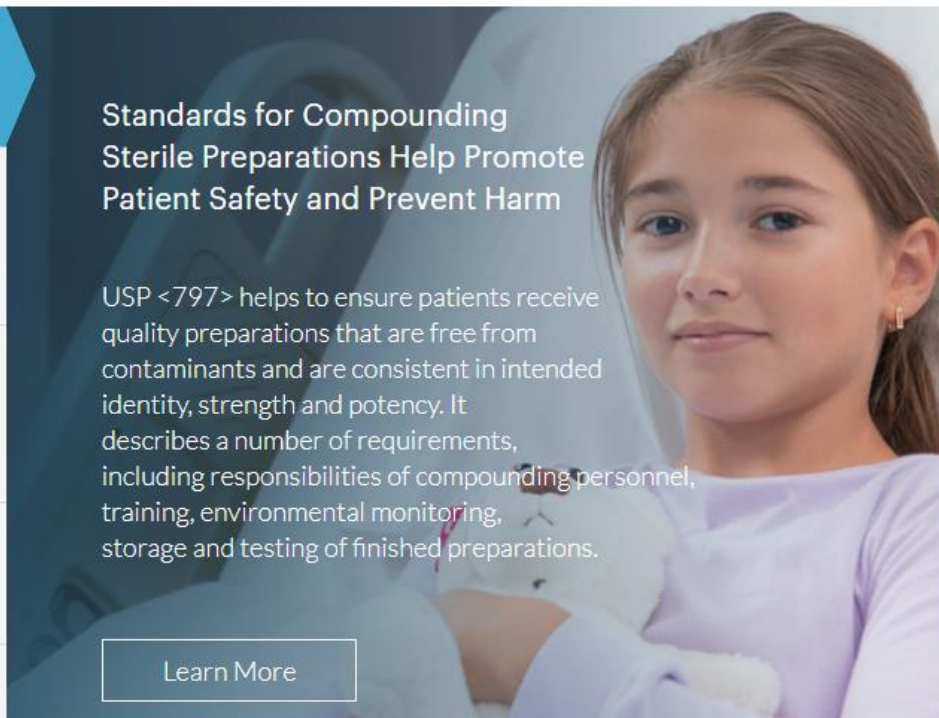 Standards for Compounding
Sterile Preparations Help Promote
Patient Safety and Prevent Harm
USP <797> helps to ensure patients receive
quality preparations that are free from
contaminants and are consistent in intended
identity, strength and potency. It
describes a number of requirements,
including responsibilities of compounding personnel,
training, environmental monitoring,
storage and testing of finished preparations.
Learn More